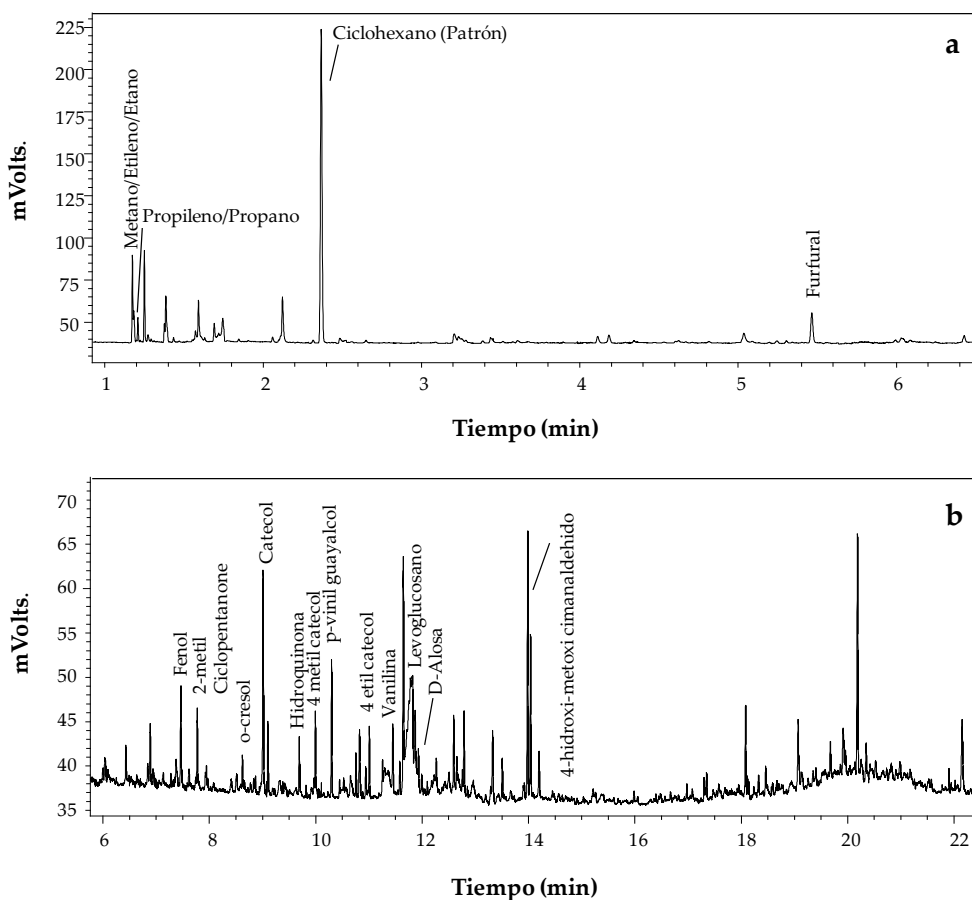 a
225
200
175
150
125
100
75
50
mVolts.
Ciclohexano (Patrón)
Metano/Etileno/Etano
Propileno/Propano
Furfural
1 2 3 4 5 6
Tiempo (min)
b
70
65
60
55
50
45
40
35
mVolts.
Fenol
2-metil
Ciclopentanone
o-cresol
Catecol
Hidroquinona
4 metil catecol
p-vinil guayalcol
4 etil catecol
Vanilina
Levoglucosano
D-Alosa
4-hidroxi-metoxi cimanaldehido
6 8 10 12 14 16 18 20 22
Tiempo (min)